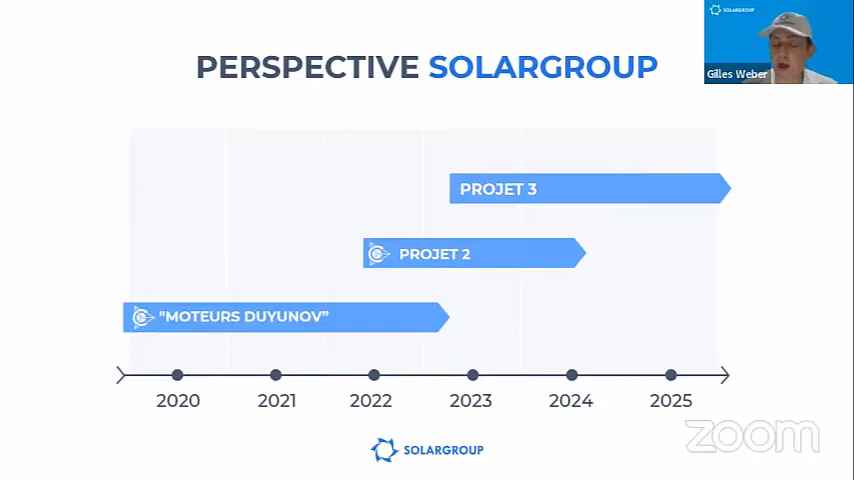 SOLARGROUP
Gilles Weber
PERSPECTIVE SOLARGROUP
PROJET 3
PROJET 2
"MOTEURS DUYUNOV”
2020 2021 2022 2023 2024 2025
SOLARGROUP
zoom